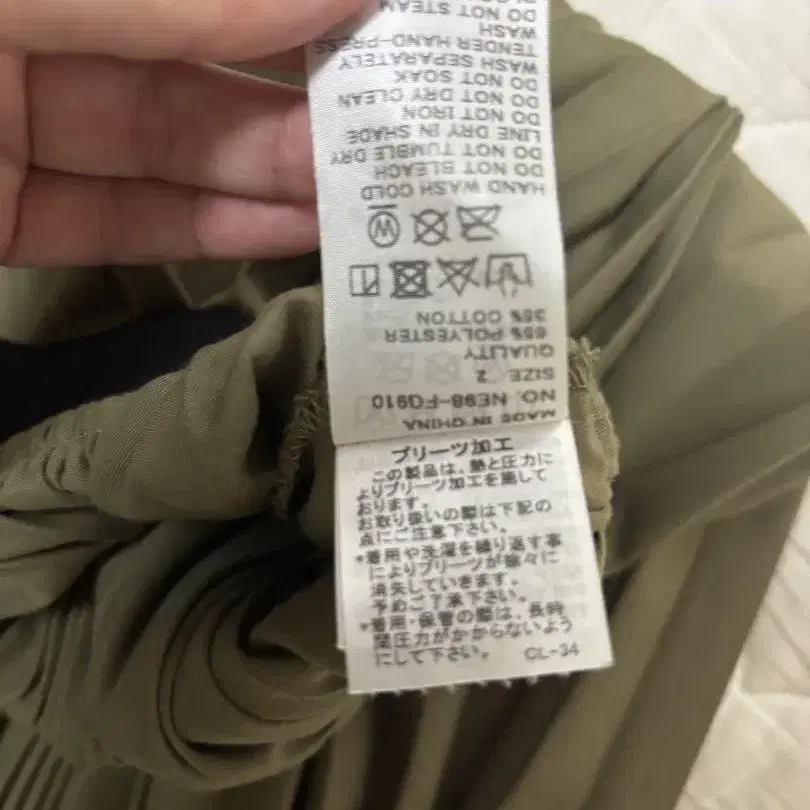 MADE IN CHINA
NO. NE98-FQ910
SIZE 2
QUALITY
65% POLYESTER
35% COTTON
HAND WASH COLD
DO NOT BLEACH
DO NOT TUMBLE DRY
LINE DRY IN SHADE
DO NOT IRON
DO NOT DRY CLEAN
DO NOT SOAK
WASH SEPARATELY
TENDER HAND-PRESS
WASH
DO NOT STEAM
プリーツ加工
この製品は、熱と圧力に
よりプリーツ加工を施して
おります。
お取り扱いの際は下記の
点にご注意下さい。
*着用や洗濯を繰り返す事
によりプリーツが徐々に
消失していきます。
予めご了承下さい。
*着用・保管の際は、長時
間圧力がかからないよう
にして下さい。 CL-34